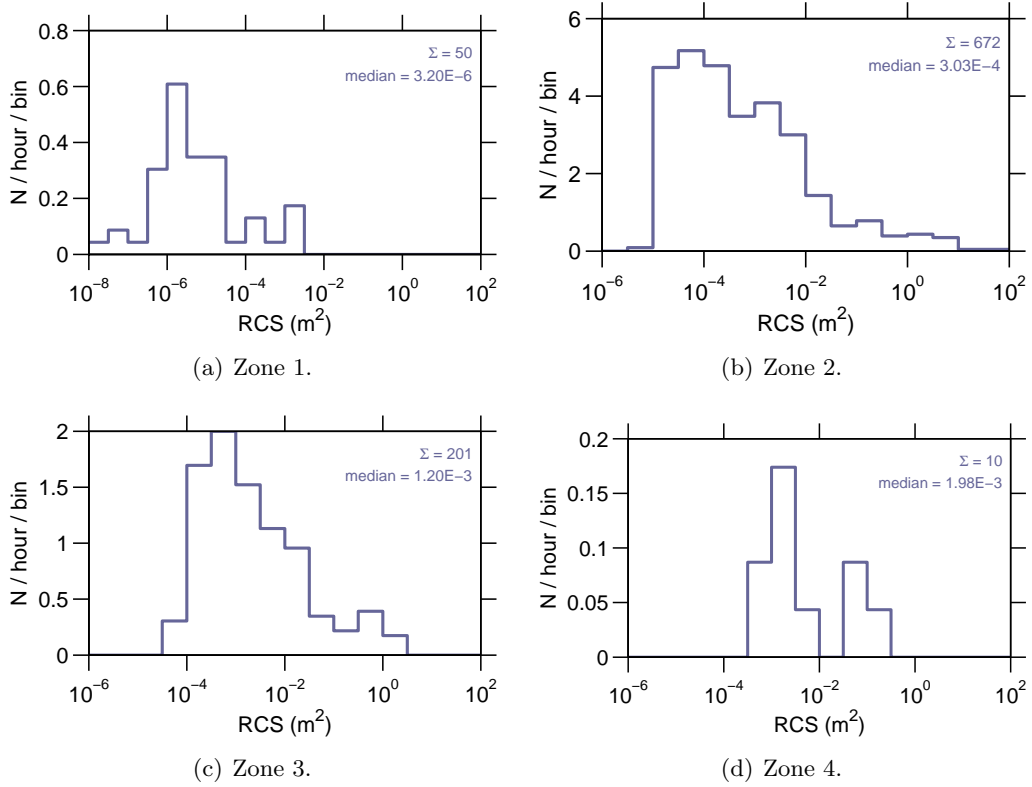 0.8
0.6
0.4
0.2
0
N / hour / bin
Σ = 50
median = 3.20E−6
10^−8 10^−6 10^−4 10^−2 10^0 10^2
RCS (m^2)
(a) Zone 1.
6
4
2
0
N / hour / bin
Σ = 672
median = 3.03E−4
10^−6 10^−4 10^−2 10^0 10^2
RCS (m^2)
(b) Zone 2.
2
1.5
1
0.5
0
N / hour / bin
Σ = 201
median = 1.20E−3
10^−6 10^−4 10^−2 10^0 10^2
RCS (m^2)
(c) Zone 3.
0.2
0.15
0.1
0.05
0
N / hour / bin
Σ = 10
median = 1.98E−3
10^−6 10^−4 10^−2 10^0 10^2
RCS (m^2)
(d) Zone 4.